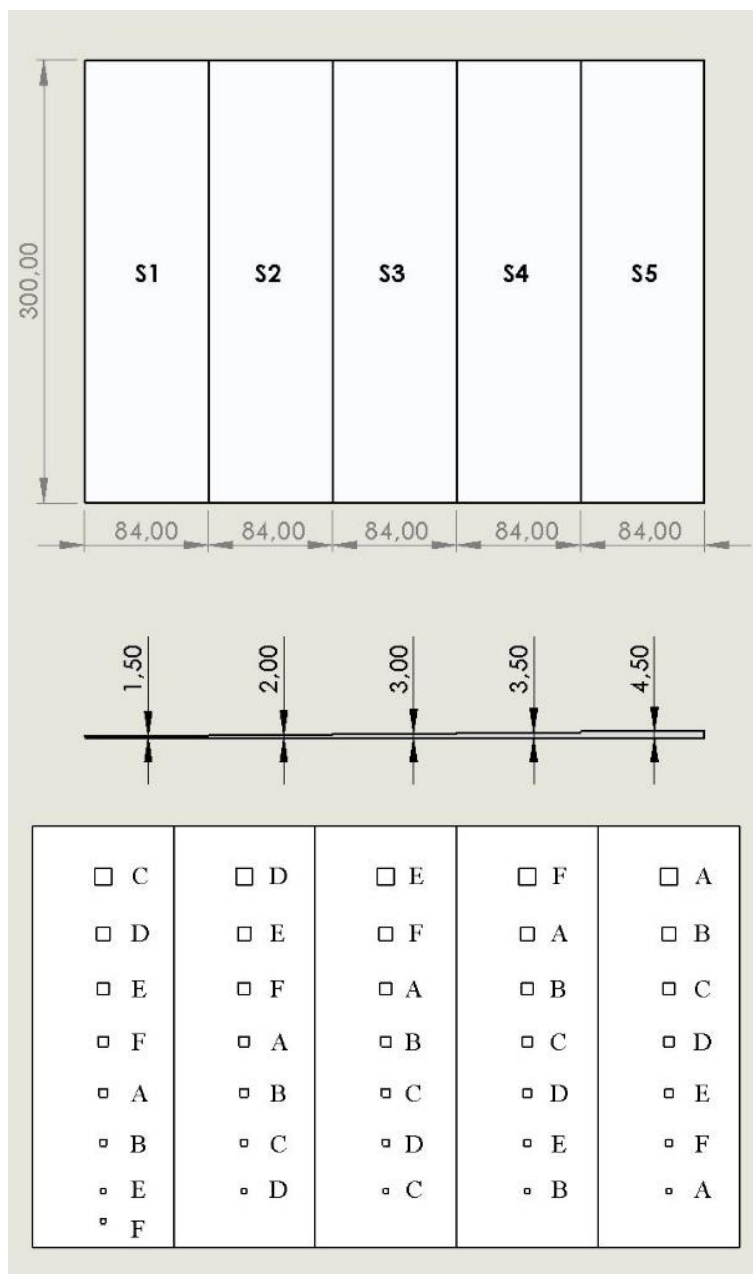 300,00
S1 S2 S3 S4 S5
84,00 84,00 84,00 84,00 84,00
1,50 2,00 3,00 3,50 4,50
C D E F A
D E F A B
E F A B C
F A B C D
A B C D E
B C D E F
E D C B A
F